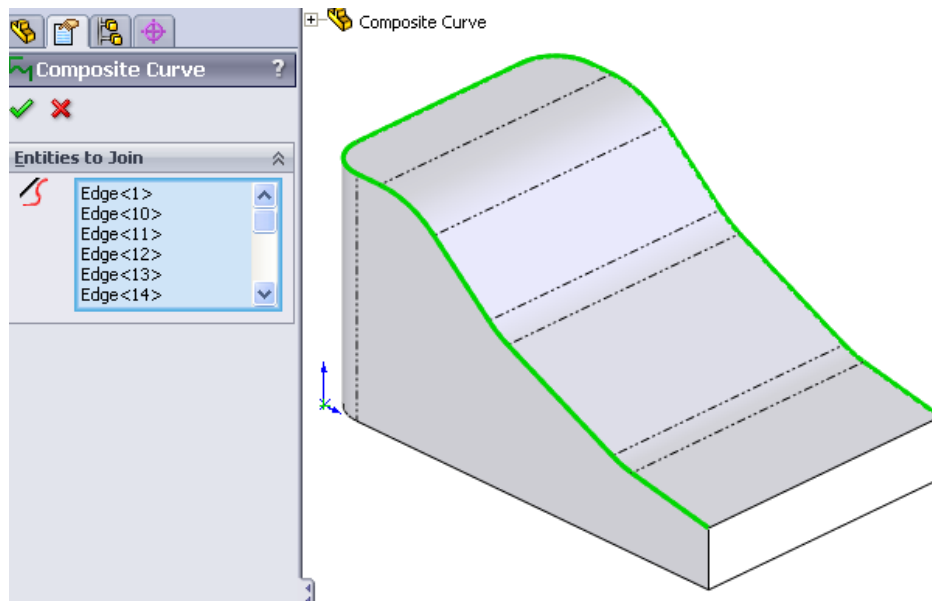 Composite Curve
Composite Curve ?
Entities to Join
Edge<1>
Edge<10>
Edge<11>
Edge<12>
Edge<13>
Edge<14>